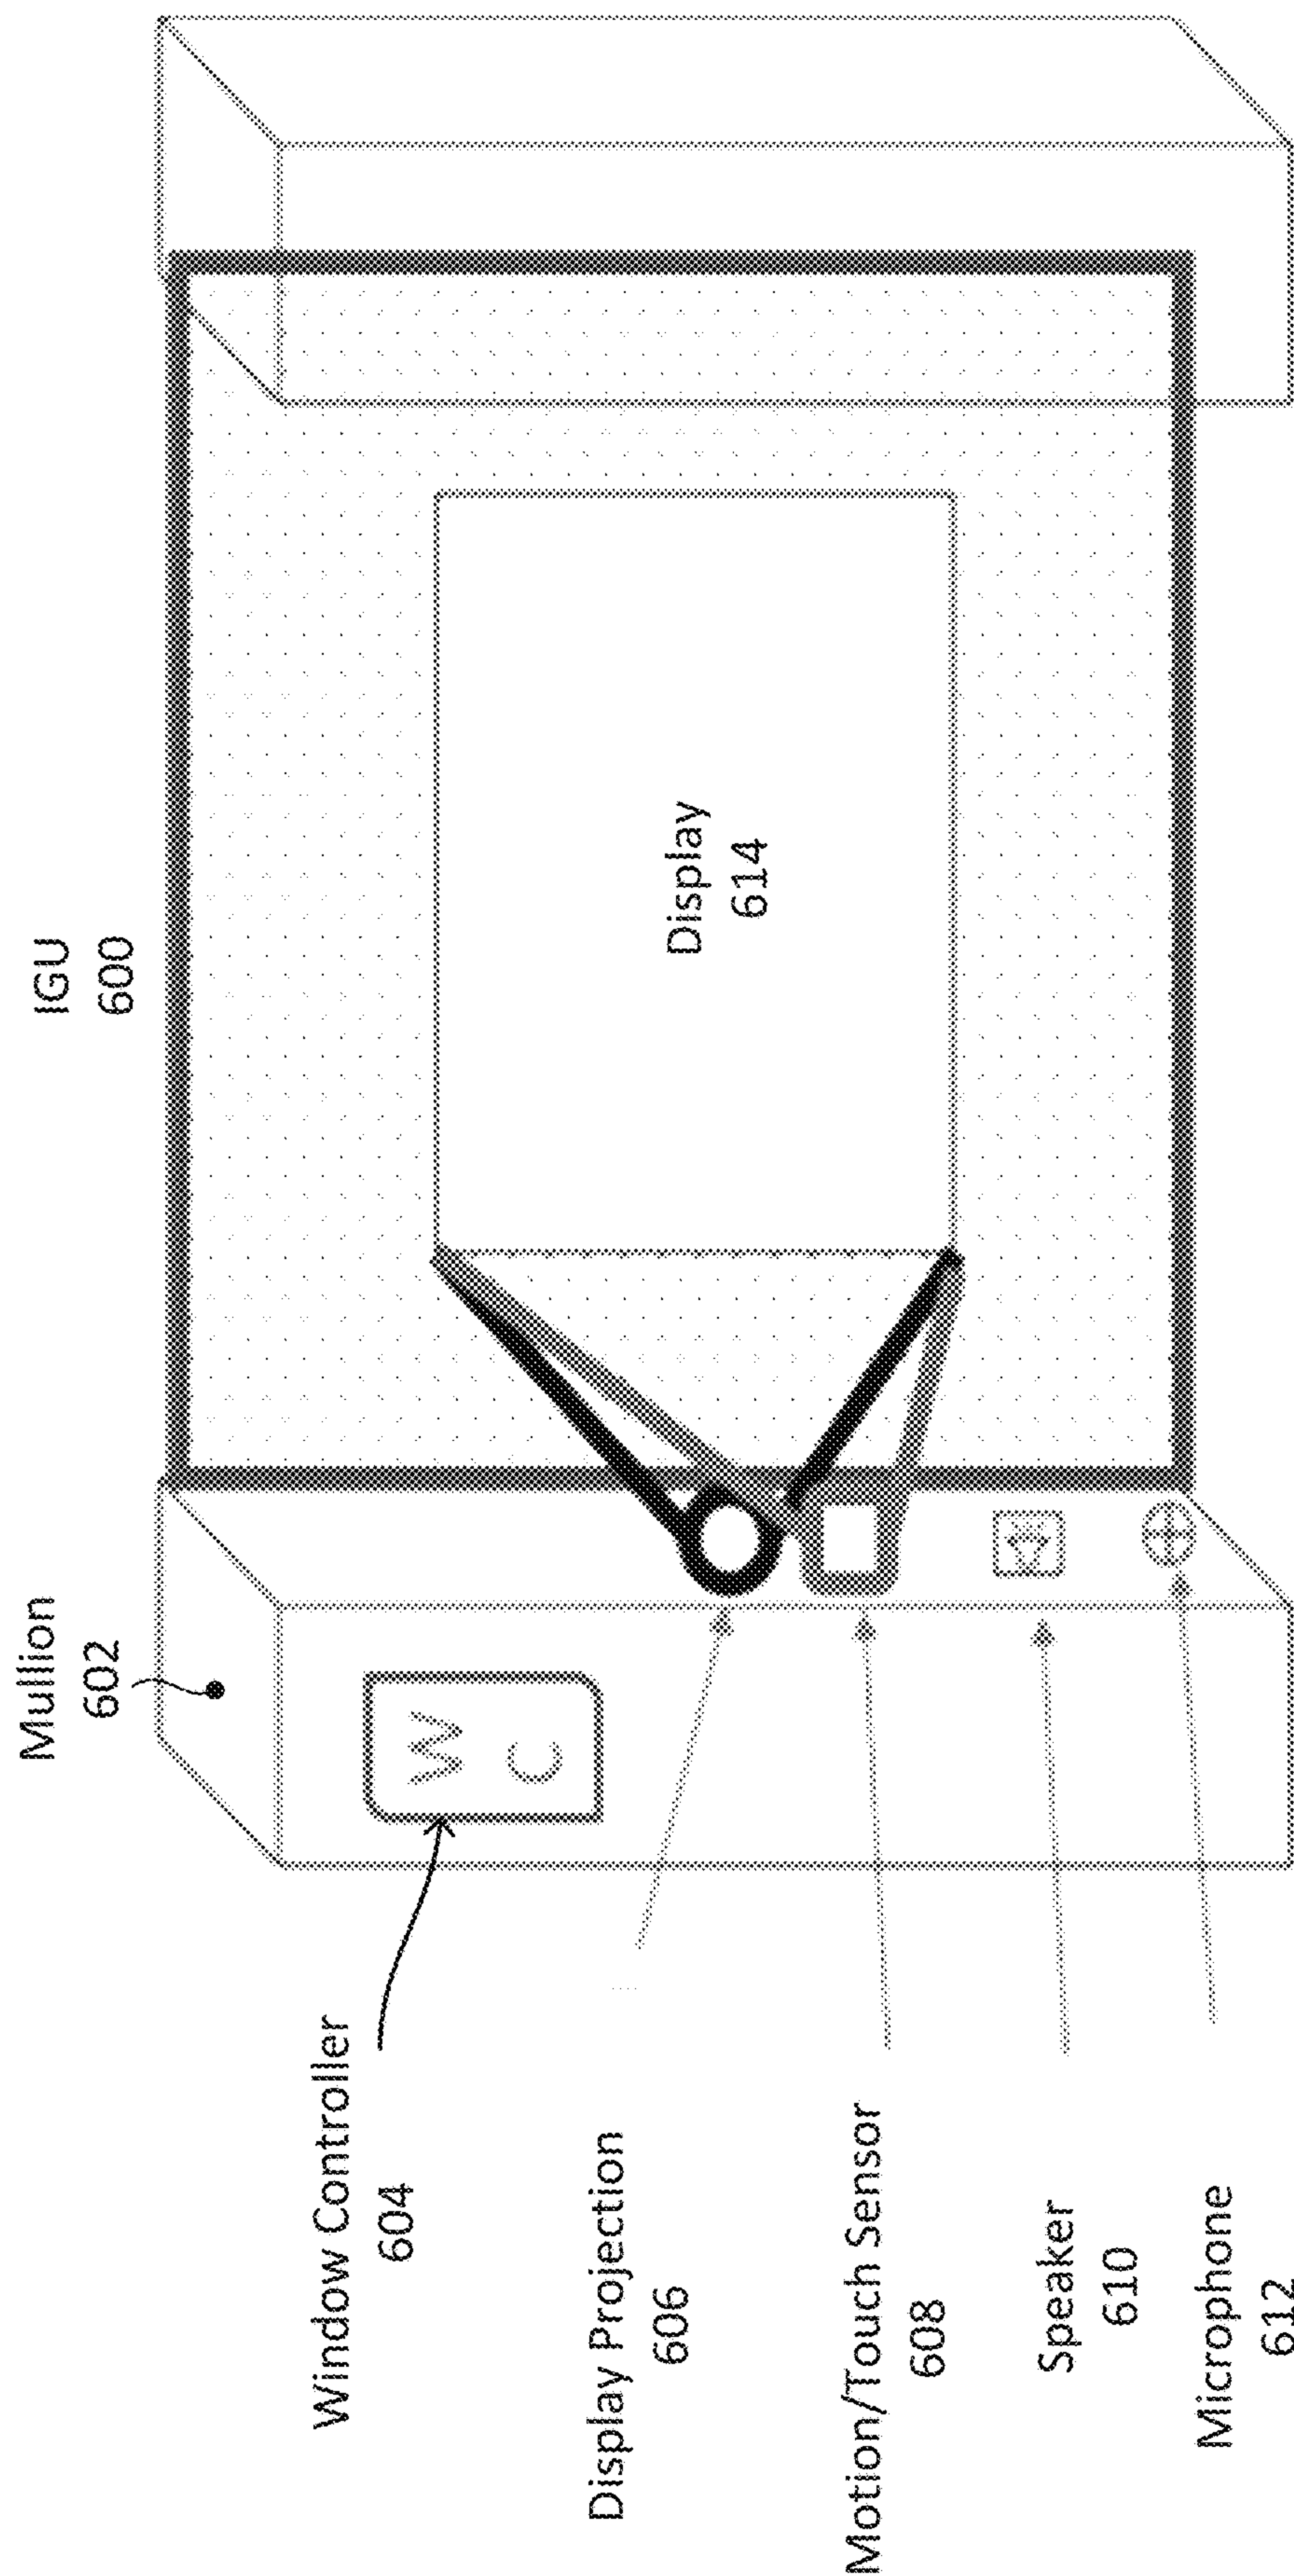 IGU
600
Mullion
602
Window Controller
604
W
C
Display Projection
606
Motion/Touch Sensor
608
Speaker
610
Microphone
612
Display
614